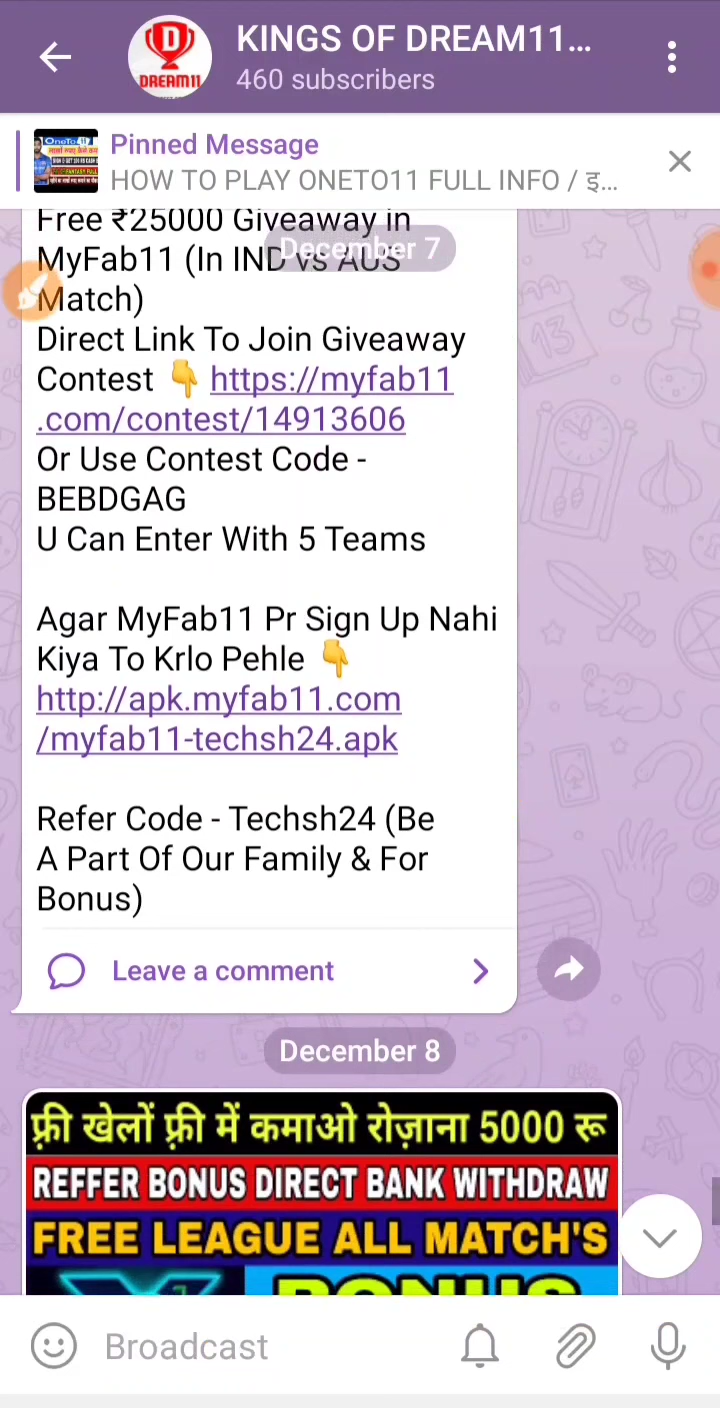 KINGS OF DREAM11...
460 subscribers
D
DREAM11
Pinned Message
HOW TO PLAY ONETO11 FULL INFO / इ...
Free ₹25000 Giveaway in
December 7
MyFab11 (In IND vs AUS
Match)
Direct Link To Join Giveaway
Contest 👇 https://myfab11
.com/contest/14913606
Or Use Contest Code -
BEBDGAG
U Can Enter With 5 Teams
Agar MyFab11 Pr Sign Up Nahi
Kiya To Krlo Pehle 👇
http://apk.myfab11.com
/myfab11-techsh24.apk
Refer Code - Techsh24 (Be
A Part Of Our Family & For
Bonus)
Leave a comment
December 8
फ़्री खेलों फ़्री में कमाओ रोज़ाना 5000 रू
REFFER BONUS DIRECT BANK WITHDRAW
FREE LEAGUE ALL MATCH'S
BONUS
Broadcast